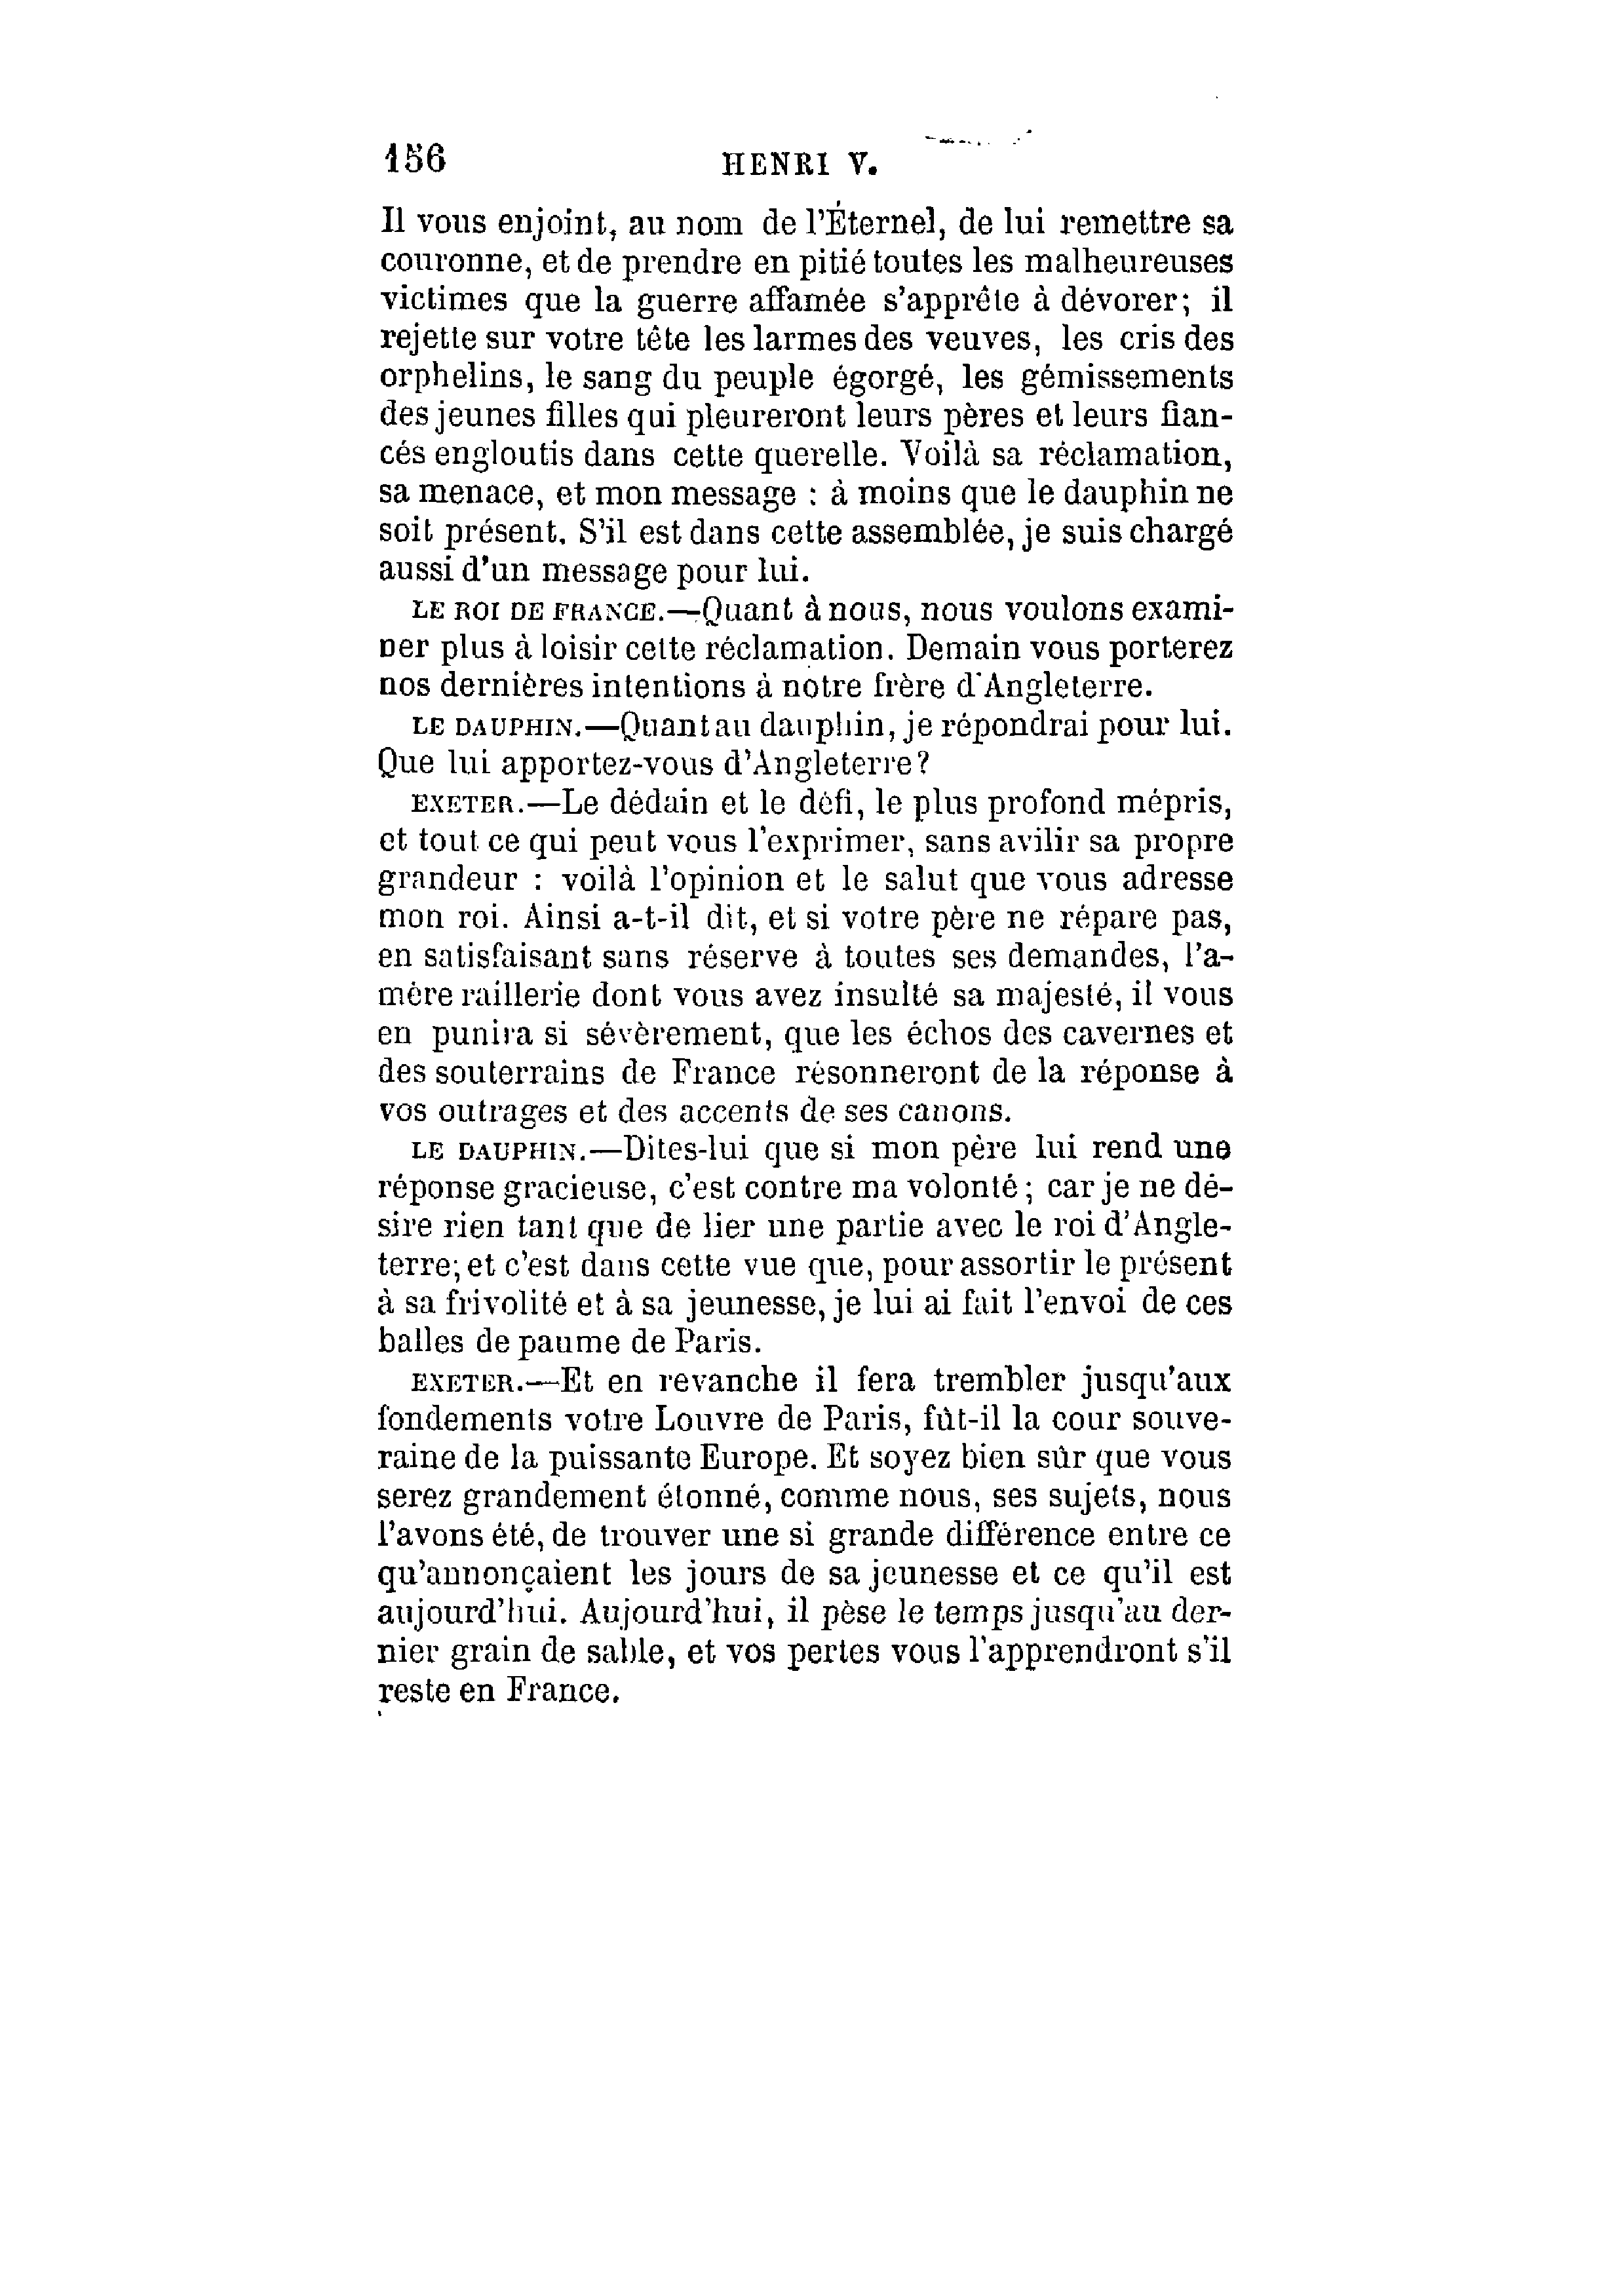 156
HENRI V.
Il vous enjoint, au nom de l'Éternel, de lui remettre sa
couronne, et de prendre en pitié toutes les malheureuses
victimes que la guerre affamée s'apprête à dévorer; il
rejette sur votre tête les larmes des veuves, les cris des
orphelins, le sang du peuple égorgé, les gémissements
des jeunes filles qui pleureront leurs pères et leurs fian-
cés engloutis dans cette querelle. Voilà sa réclamation,
sa menace, et mon message : à moins que le dauphin ne
soit présent. S'il est dans cette assemblée, je suis chargé
aussi d'un message pour lui.
LE ROI DE FRANCE.—Quant à nous, nous voulons exami-
ner plus à loisir cette réclamation. Demain vous porterez
nos dernières intentions à notre frère d'Angleterre.
LE DAUPHIN.—Quant au dauphin, je répondrai pour lui.
Que lui apportez-vous d'Angleterre?
EXETER.—Le dédain et le défi, le plus profond mépris,
et tout ce qui peut vous l'exprimer, sans avilir sa propre
grandeur : voilà l'opinion et le salut que vous adresse
mon roi. Ainsi a-t-il dit, et si votre père ne répare pas,
en satisfaisant sans réserve à toutes ses demandes, l'a-
mère raillerie dont vous avez insulté sa majesté, il vous
en punira si sévèrement, que les échos des cavernes et
des souterrains de France résonneront de la réponse à
vos outrages et des accents de ses canons.
LE DAUPHIN.—Dites-lui que si mon père lui rend une
réponse gracieuse, c'est contre ma volonté; car je ne dé-
sire rien tant que de lier une partie avec le roi d'Angle-
terre; et c'est dans cette vue que, pour assortir le présent
à sa frivolité et à sa jeunesse, je lui ai fait l'envoi de ces
balles de paume de Paris.
EXETER.—Et en revanche il fera trembler jusqu'aux
fondements votre Louvre de Paris, fût-il la cour souve-
raine de la puissante Europe. Et soyez bien sûr que vous
serez grandement étonné, comme nous, ses sujets, nous
l'avons été, de trouver une si grande différence entre ce
qu'annonçaient les jours de sa jeunesse et ce qu'il est
aujourd'hui. Aujourd'hui, il pèse le temps jusqu'au der-
nier grain de sable, et vos pertes vous l'apprendront s'il
reste en France.